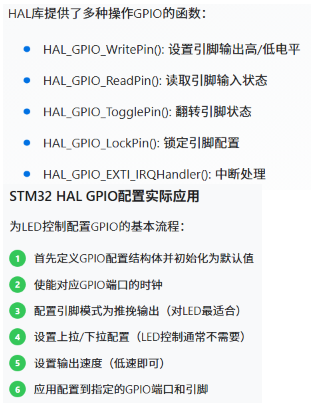 HAL库提供了多种操作GPIO的函数：
HAL_GPIO_WritePin(): 设置引脚输出高/低电平
HAL_GPIO_ReadPin(): 读取引脚输入状态
HAL_GPIO_TogglePin(): 翻转引脚状态
HAL_GPIO_LockPin(): 锁定引脚配置
HAL_GPIO_EXTI_IRQHandler(): 中断处理
STM32 HAL GPIO配置实际应用
为LED控制配置GPIO的基本流程：
1 首先定义GPIO配置结构体并初始化为默认值
2 使能对应GPIO端口的时钟
3 配置引脚模式为推挽输出（对LED最适合）
4 设置上拉/下拉配置（LED控制通常不需要）
5 设置输出速度（低速即可）
6 应用配置到指定的GPIO端口和引脚